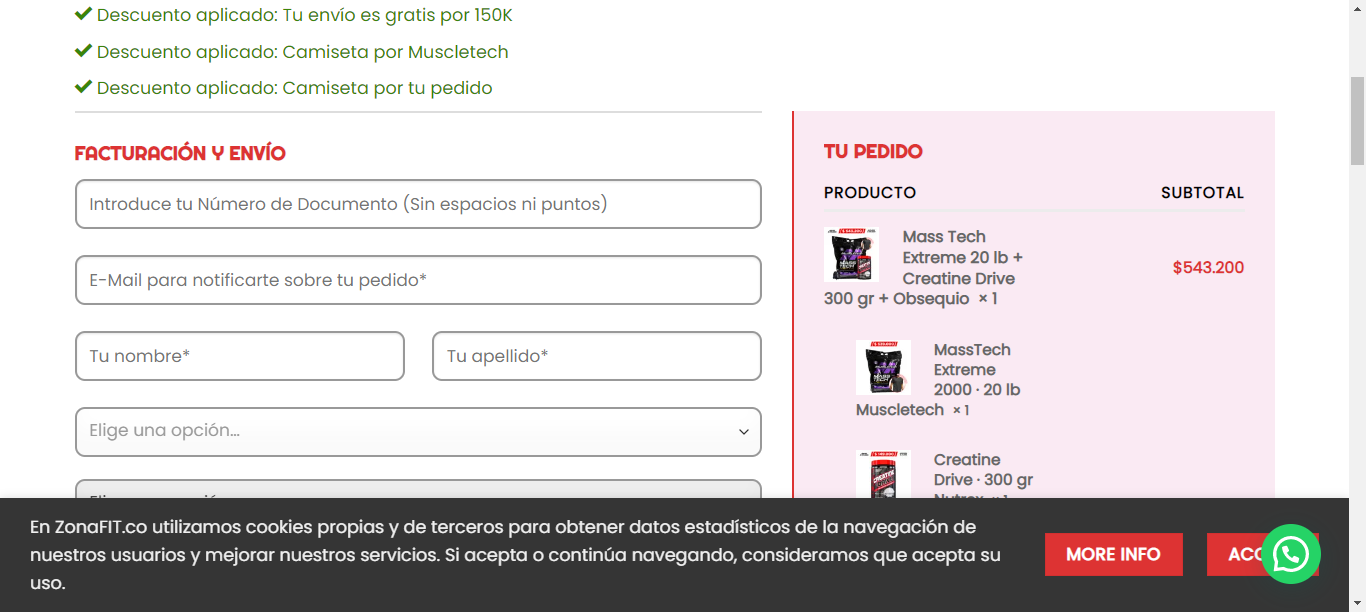 Descuento aplicado: Tu envío es gratis por 150K
Descuento aplicado: Camiseta por Muscletech
Descuento aplicado: Camiseta por tu pedido
FACTURACIÓN Y ENVÍO
Introduce tu Número de Documento (Sin espacios ni puntos)
E-Mail para notificarte sobre tu pedido*
Tu nombre*
Tu apellido*
Elige una opción...
TU PEDIDO
PRODUCTO SUBTOTAL
Mass Tech
Extreme 20 lb +
Creatine Drive
300 gr + Obsequio × 1
$543.200
MassTech
Extreme
2000 · 20 lb
Muscletech × 1
Creatine
Drive · 300 gr
Nutrex × 1
En ZonaFIT.co utilizamos cookies propias y de terceros para obtener datos estadísticos de la navegación de
nuestros usuarios y mejorar nuestros servicios. Si acepta o continúa navegando, consideramos que acepta su
uso.
MORE INFO